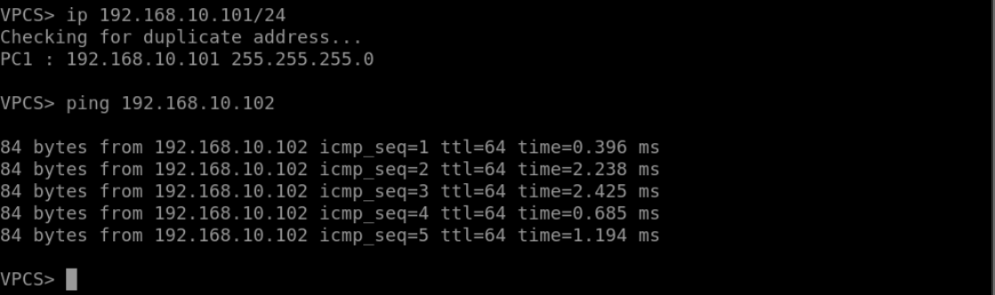 VPCS> ip 192.168.10.101/24
Checking for duplicate address...
PC1 : 192.168.10.101 255.255.255.0
VPCS> ping 192.168.10.102
84 bytes from 192.168.10.102 icmp_seq=1 ttl=64 time=0.396 ms
84 bytes from 192.168.10.102 icmp_seq=2 ttl=64 time=2.238 ms
84 bytes from 192.168.10.102 icmp_seq=3 ttl=64 time=2.425 ms
84 bytes from 192.168.10.102 icmp_seq=4 ttl=64 time=0.685 ms
84 bytes from 192.168.10.102 icmp_seq=5 ttl=64 time=1.194 ms
VPCS>